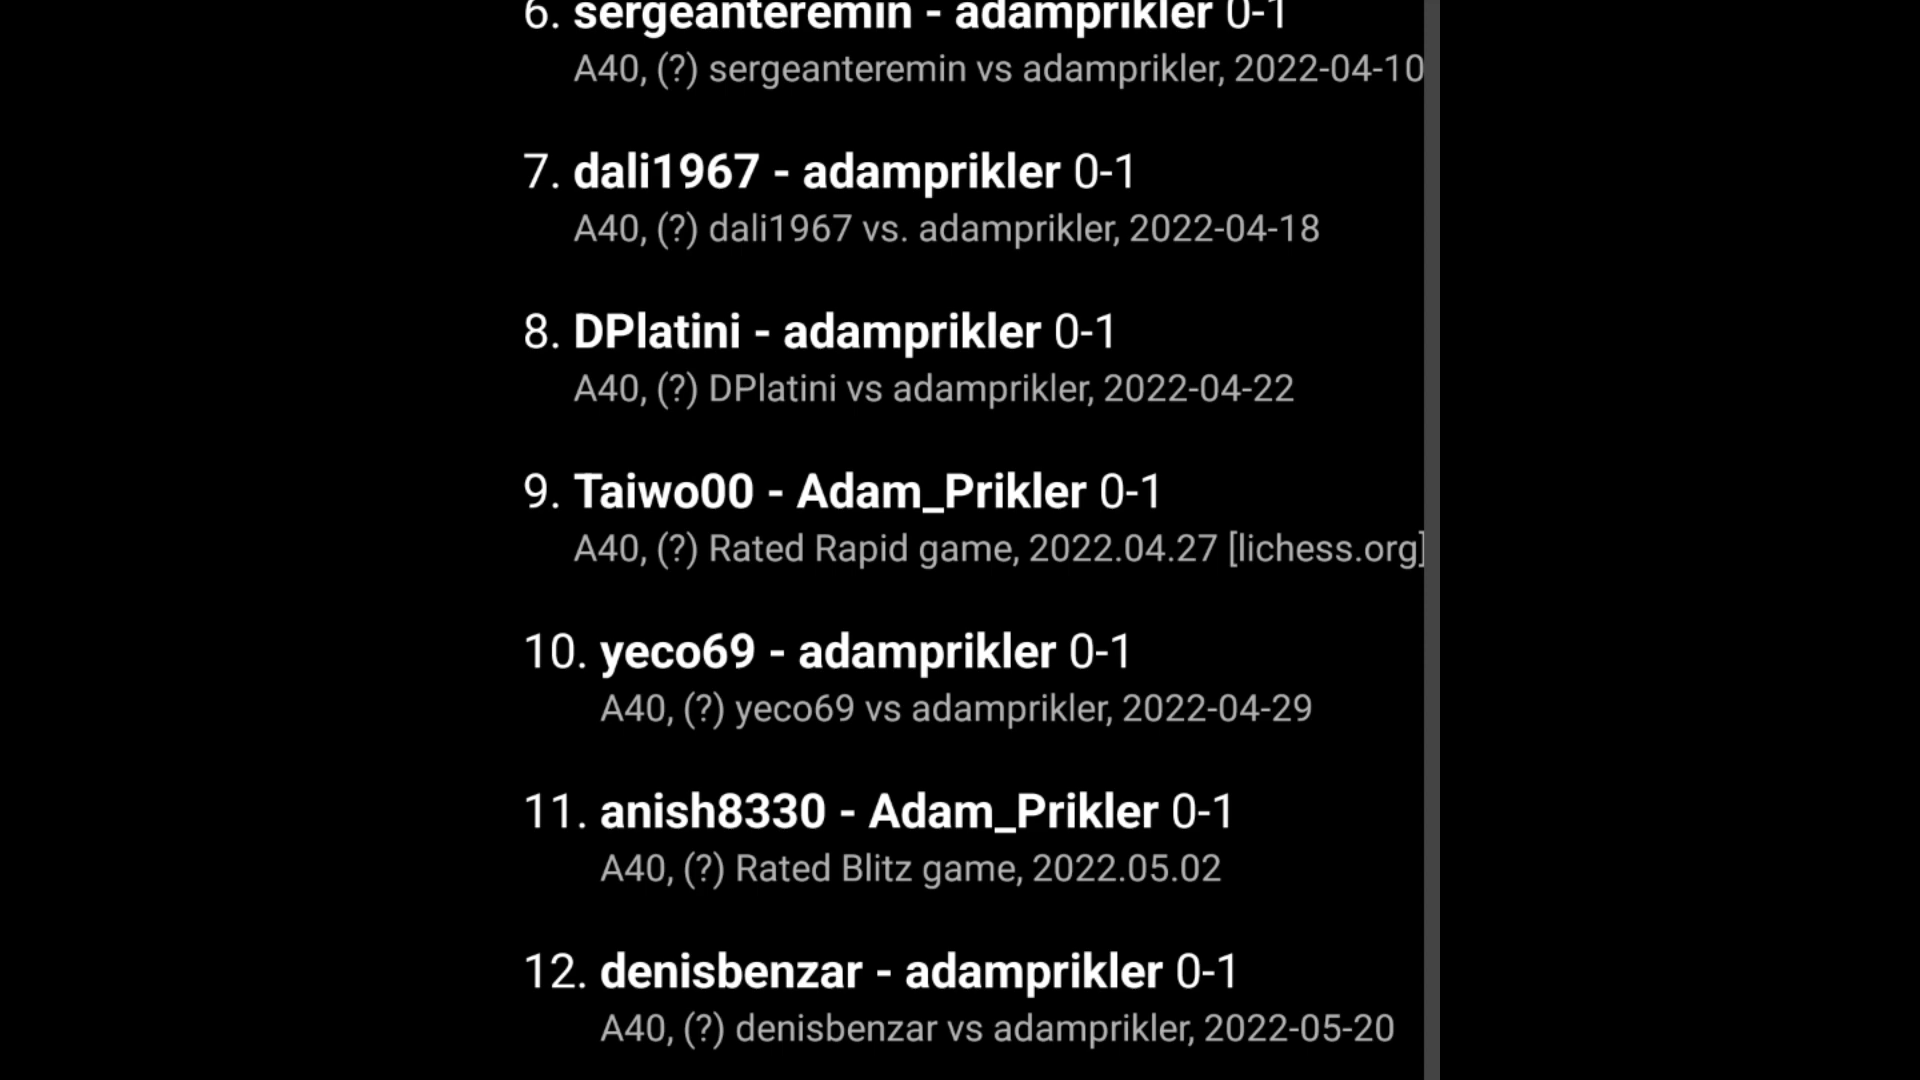 6. sergeanteremin - adamprikler 0-1
A40, (?) sergeanteremin vs adamprikler, 2022-04-10
7. dali1967 - adamprikler 0-1
A40, (?) dali1967 vs. adamprikler, 2022-04-18
8. DPlatini - adamprikler 0-1
A40, (?) DPlatini vs adamprikler, 2022-04-22
9. Taiwo00 - Adam_Prikler 0-1
A40, (?) Rated Rapid game, 2022.04.27 [lichess.org]
10. yeco69 - adamprikler 0-1
A40, (?) yeco69 vs adamprikler, 2022-04-29
11. anish8330 - Adam_Prikler 0-1
A40, (?) Rated Blitz game, 2022.05.02
12. denisbenzar - adamprikler 0-1
A40, (?) denisbenzar vs adamprikler, 2022-05-20